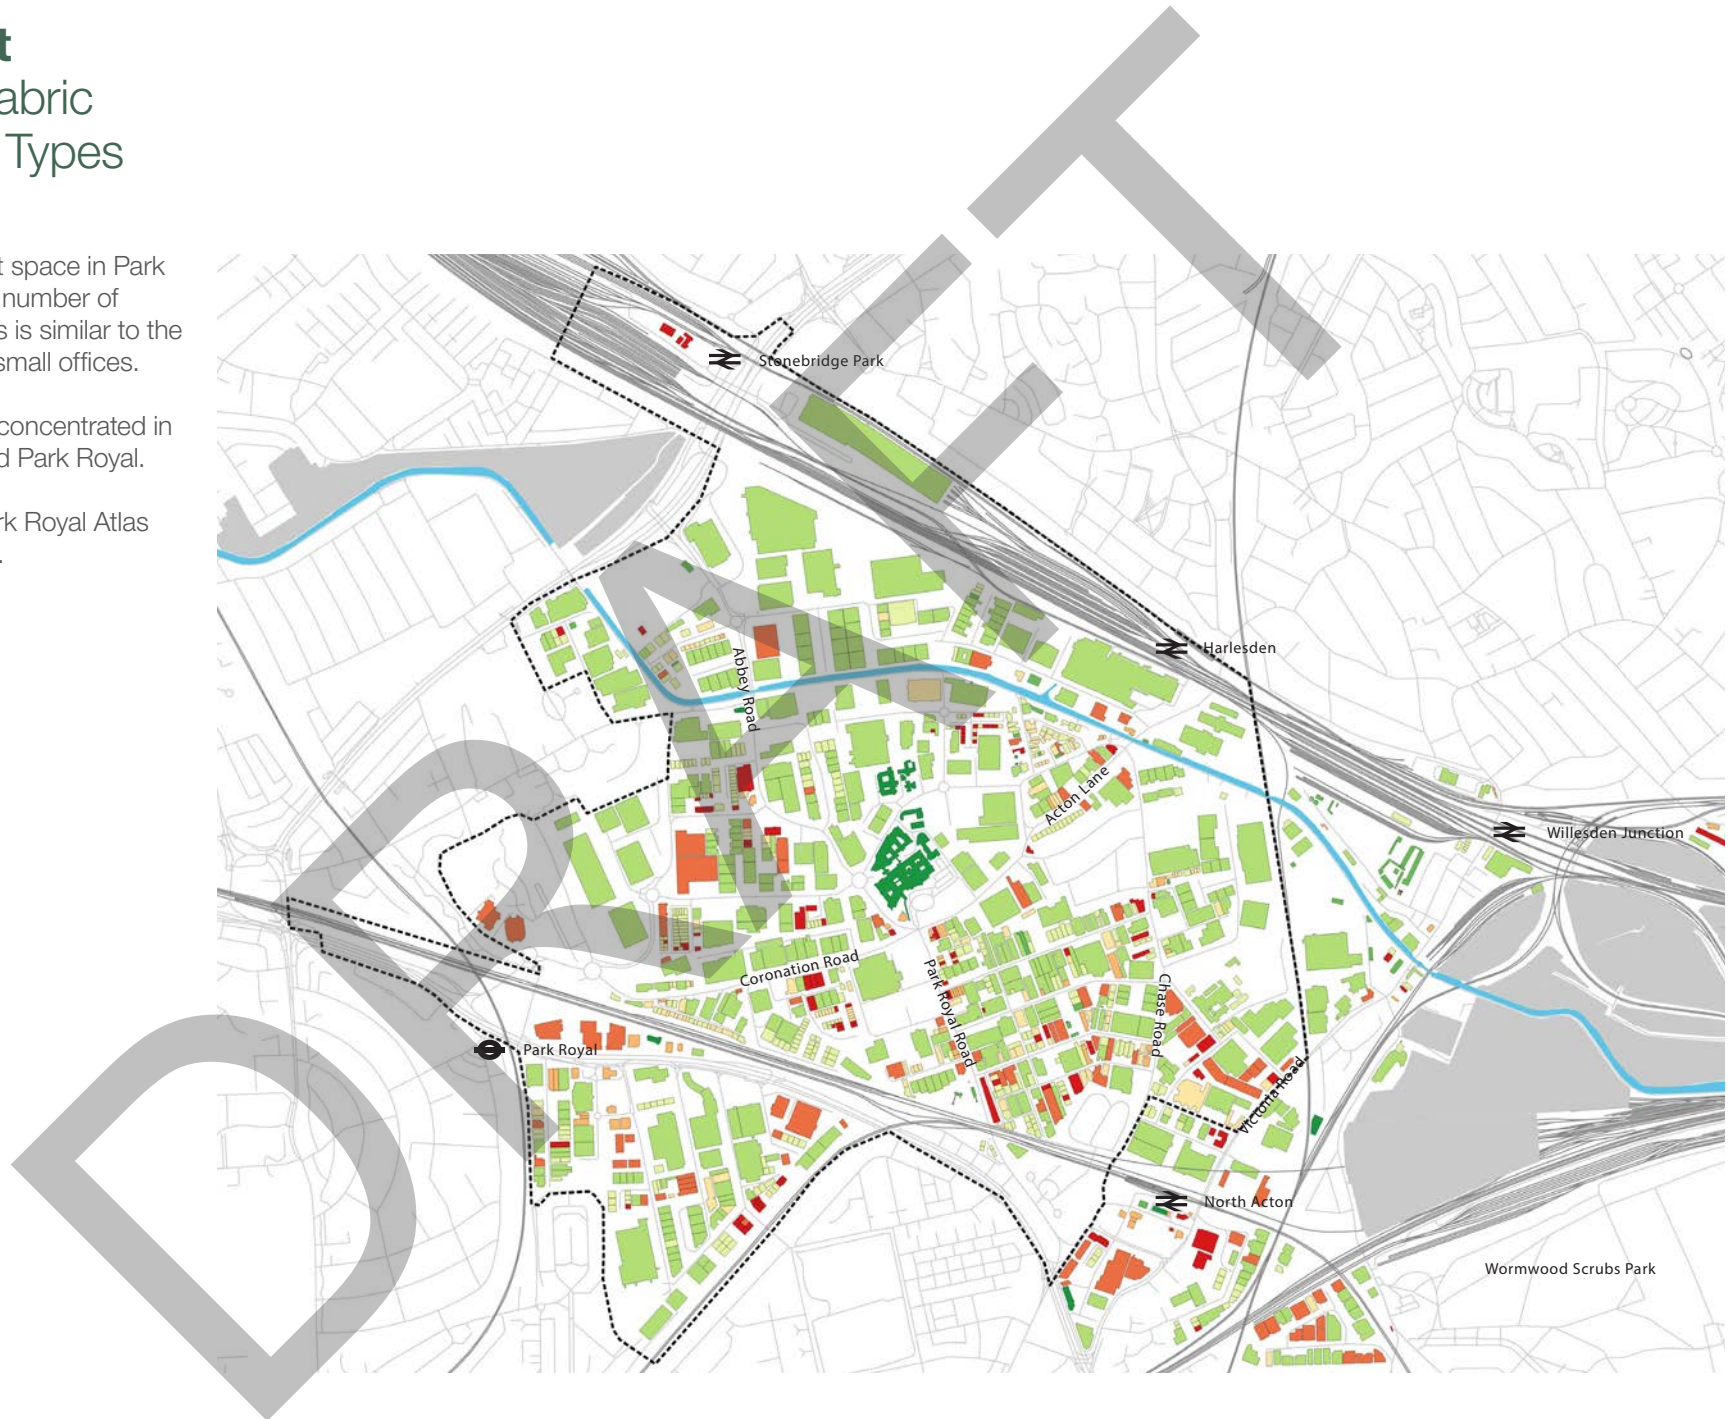 t
abric
Types
t space in Park
number of
s is similar to the
small offices.
concentrated in
d Park Royal.
rk Royal Atlas
.
DRAFT
Stonebridge Park
Harlesden
Abbey Road
Acton Lane
Willesden Junction
Coronation Road
Park Royal Road
Chase Road
Park Royal
Victoria Road
North Acton
Wormwood Scrubs Park